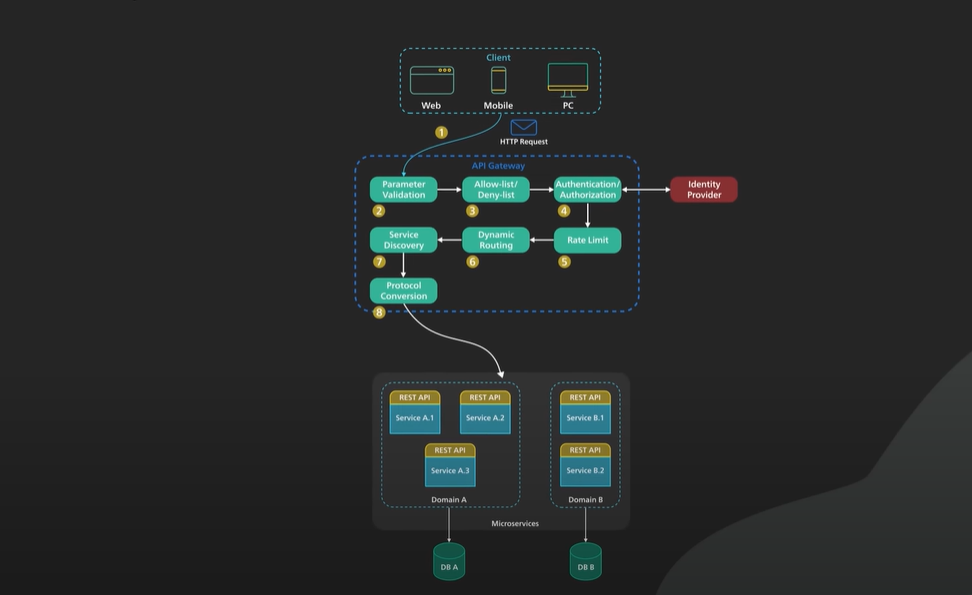 Client
Web
Mobile
PC
1
HTTP Request
API Gateway
Parameter
Validation
2
Allow-list/
Deny-list
3
Authentication/
Authorization
4
Identity
Provider
Rate Limit
5
Dynamic
Routing
6
Service
Discovery
7
Protocol
Conversion
8
REST API
Service A.1
REST API
Service A.2
REST API
Service A.3
Domain A
REST API
Service B.1
REST API
Service B.2
Domain B
Microservices
DB A
DB B